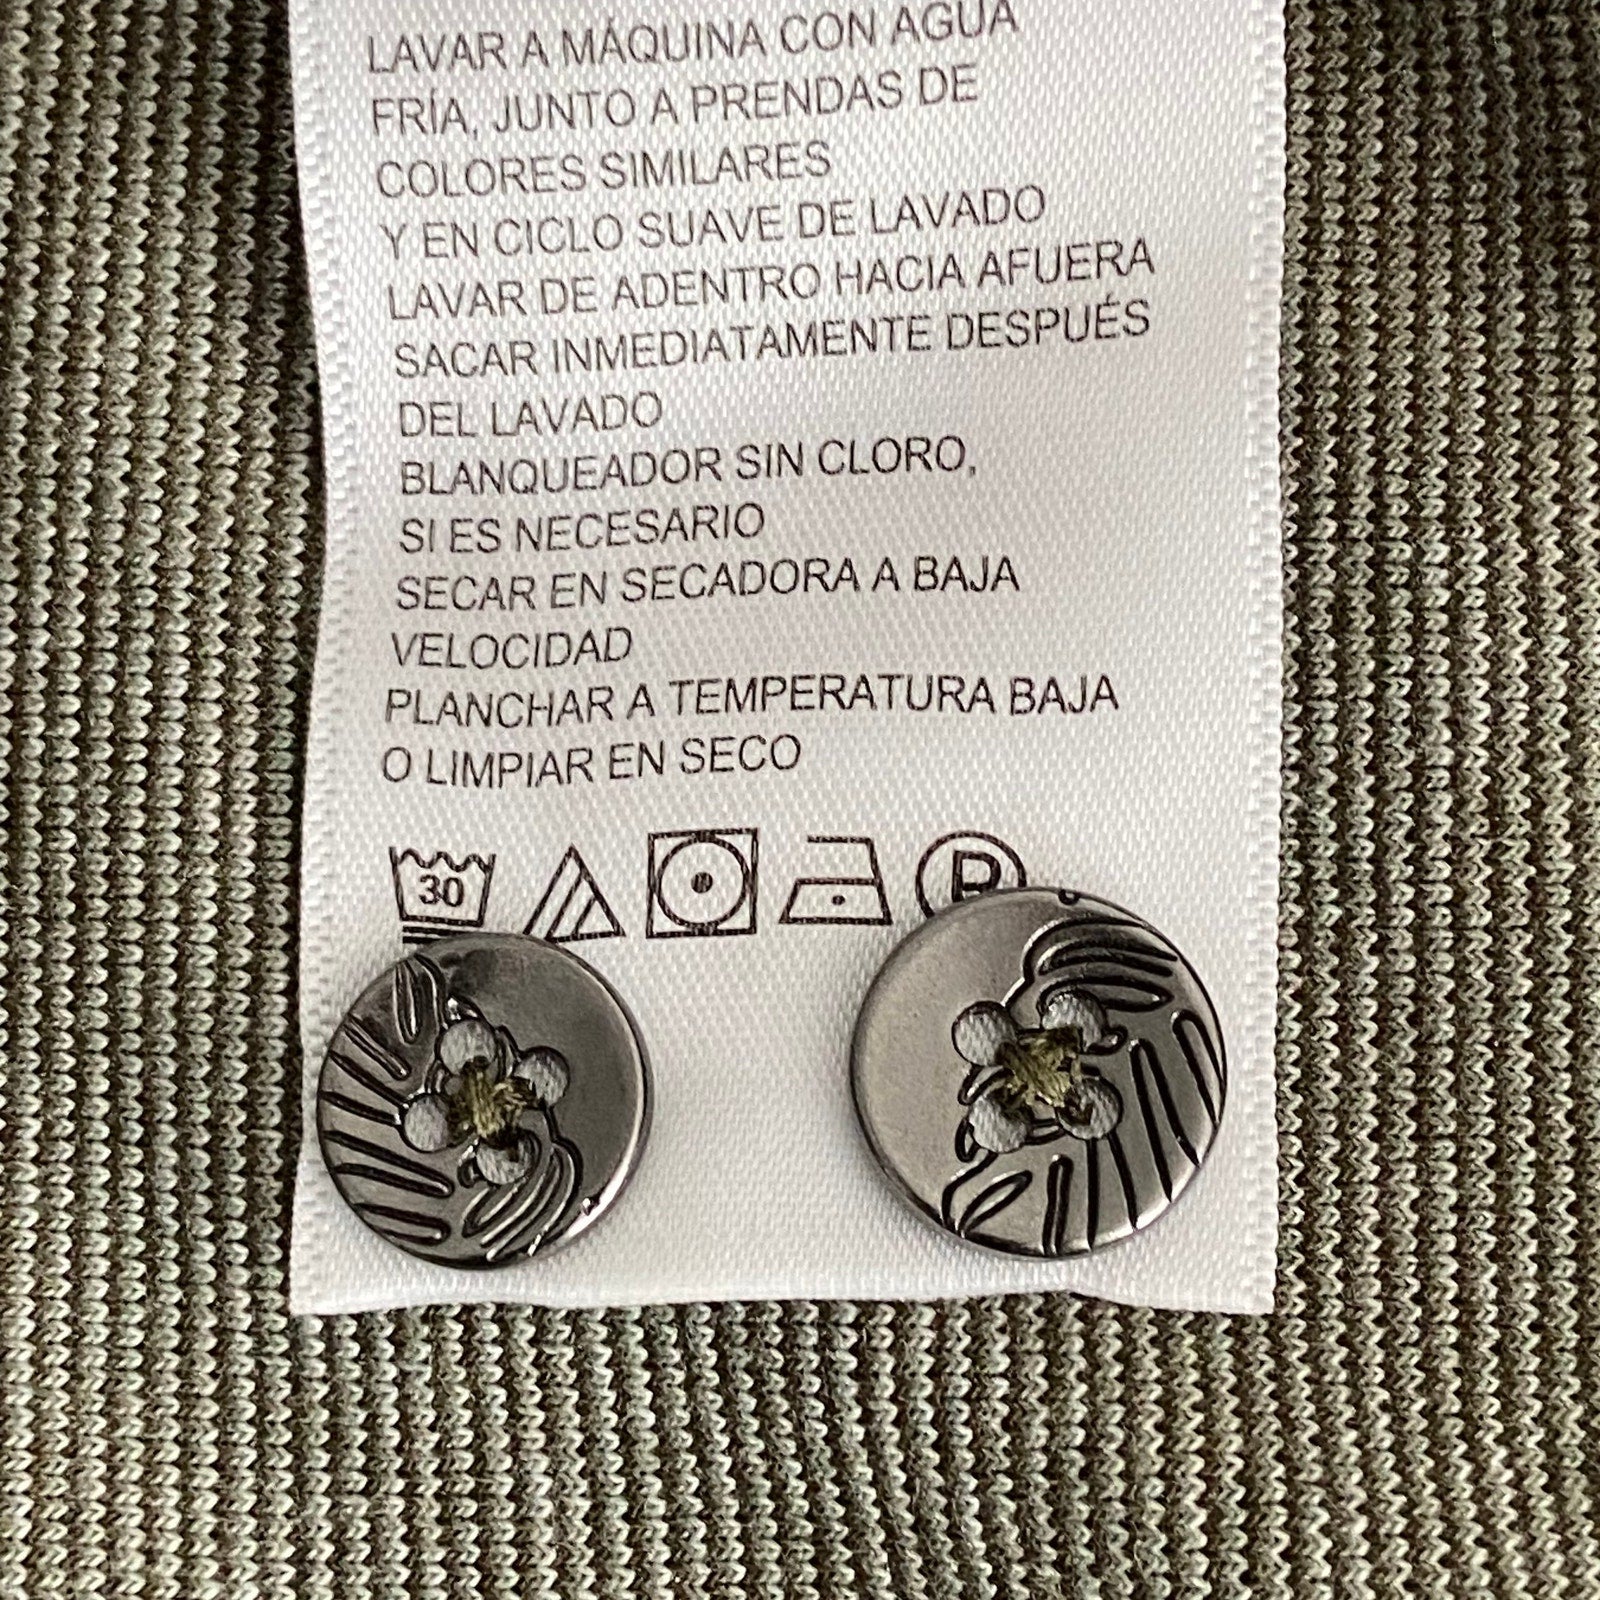 LAVAR A MÁQUINA CON AGUA
FRÍA, JUNTO A PRENDAS DE
COLORES SIMILARES
Y EN CICLO SUAVE DE LAVADO
LAVAR DE ADENTRO HACIA AFUERA
SACAR INMEDIATAMENTE DESPUÉS
DEL LAVADO
BLANQUEADOR SIN CLORO,
SI ES NECESARIO
SECAR EN SECADORA A BAJA
VELOCIDAD
PLANCHAR A TEMPERATURA BAJA
O LIMPIAR EN SECO
30 P